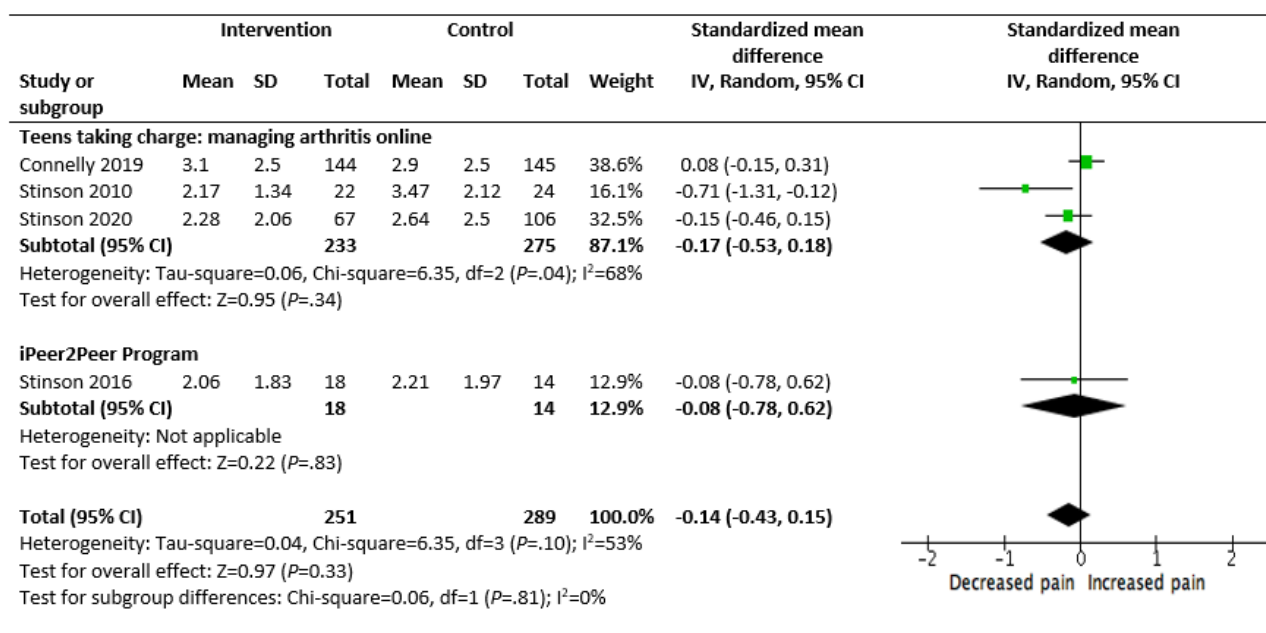 Intervention Control Standardized mean Standardized mean
difference difference
Study or Mean SD Total Mean SD Total Weight IV, Random, 95% CI IV, Random, 95% CI
subgroup
Teens taking charge: managing arthritis online
Connelly 2019 3.1 2.5 144 2.9 2.5 145 38.6% 0.08 (-0.15, 0.31)
Stinson 2010 2.17 1.34 22 3.47 2.12 24 16.1% -0.71 (-1.31, -0.12)
Stinson 2020 2.28 2.06 67 2.64 2.5 106 32.5% -0.15 (-0.46, 0.15)
Subtotal (95% CI) 233 275 87.1% -0.17 (-0.53, 0.18)
Heterogeneity: Tau-square=0.06, Chi-square=6.35, df=2 (P=.04); I²=68%
Test for overall effect: Z=0.95 (P=.34)
iPeer2Peer Program
Stinson 2016 2.06 1.83 18 2.21 1.97 14 12.9% -0.08 (-0.78, 0.62)
Subtotal (95% CI) 18 14 12.9% -0.08 (-0.78, 0.62)
Heterogeneity: Not applicable
Test for overall effect: Z=0.22 (P=.83)
Total (95% CI) 251 289 100.0% -0.14 (-0.43, 0.15)
Heterogeneity: Tau-square=0.04, Chi-square=6.35, df=3 (P=.10); I²=53%
Test for overall effect: Z=0.97 (P=0.33)
Test for subgroup differences: Chi-square=0.06, df=1 (P=.81); I²=0%
-2 -1 0 1 2
Decreased pain Increased pain